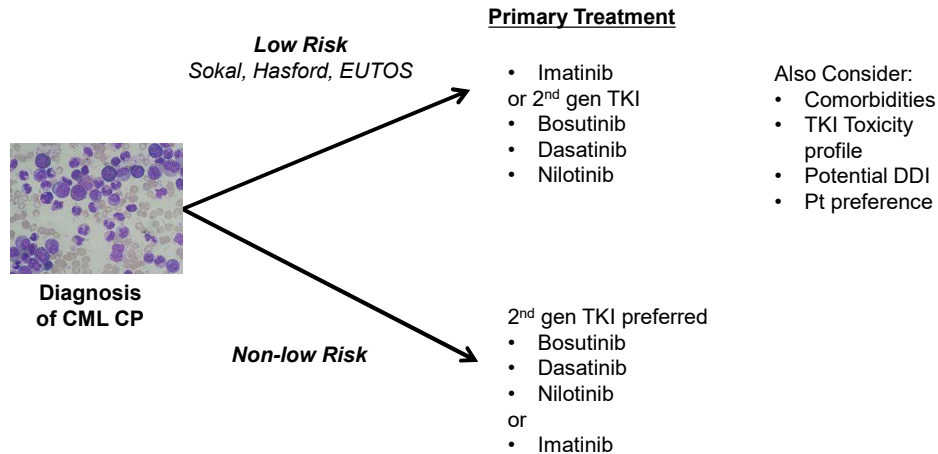 Primary Treatment
Low Risk
Sokal, Hasford, EUTOS
• Imatinib
or 2nd gen TKI
• Bosutinib
• Dasatinib
• Nilotinib
Also Consider:
• Comorbidities
• TKI Toxicity
profile
• Potential DDI
• Pt preference
Diagnosis
of CML CP
Non-low Risk
2nd gen TKI preferred
• Bosutinib
• Dasatinib
• Nilotinib
or
• Imatinib